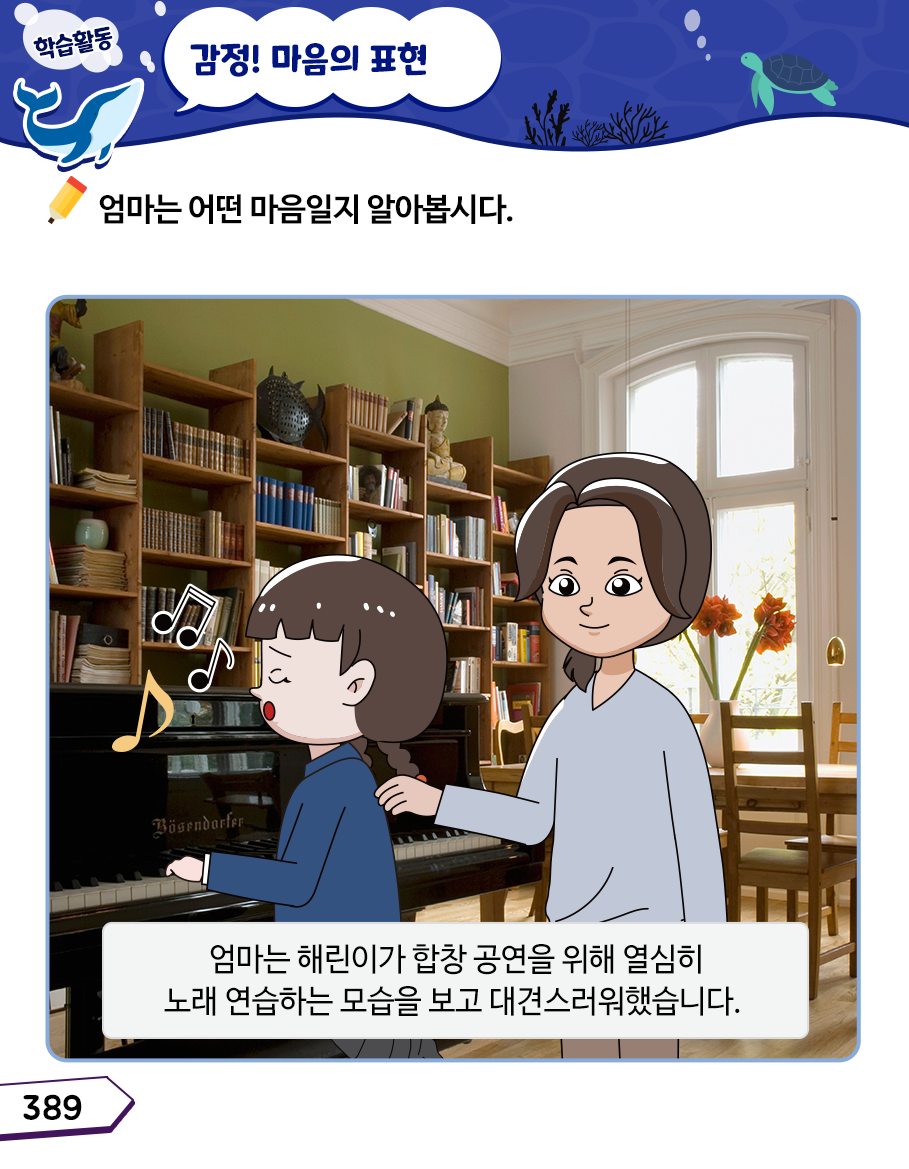 학습활동
감정! 마음의 표현
엄마는 어떤 마음일지 알아봅시다.
Bösendorfer
엄마는 해린이가 합창 공연을 위해 열심히
노래 연습하는 모습을 보고 대견스러워했습니다.
389